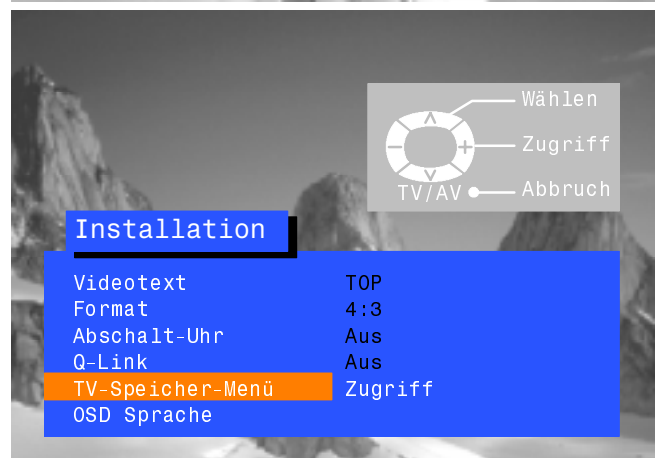 Wählen
Zugriff
TV/AV Abbruch
Installation
Videotext TOP
Format 4:3
Abschalt-Uhr Aus
Q-Link Aus
TV-Speicher-Menü Zugriff
OSD Sprache